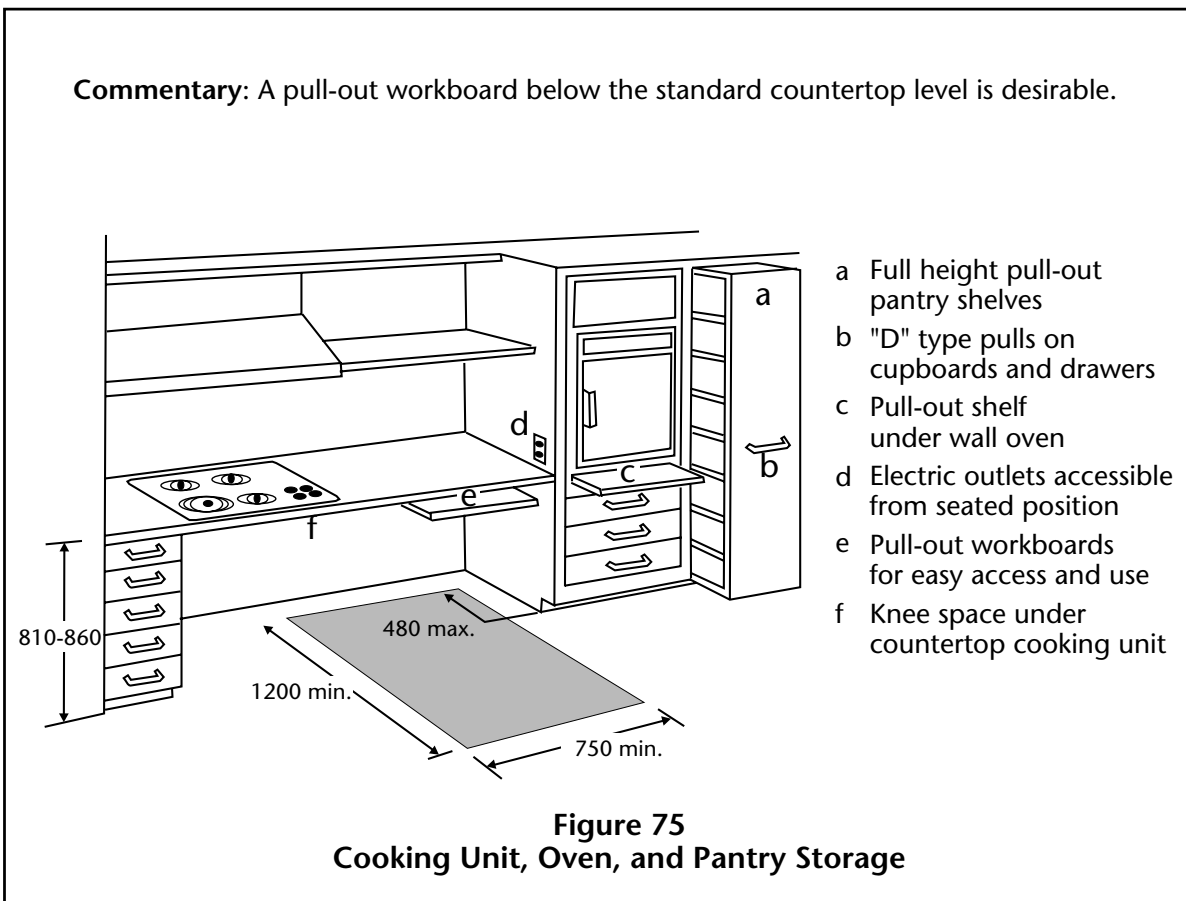 Commentary: A pull-out workboard below the standard countertop level is desirable.
a
b
c
d
e
f
810-860
480 max.
1200 min.
750 min.
a Full height pull-out
pantry shelves
b "D" type pulls on
cupboards and drawers
c Pull-out shelf
under wall oven
d Electric outlets accessible
from seated position
e Pull-out workboards
for easy access and use
f Knee space under
countertop cooking unit
Figure 75
Cooking Unit, Oven, and Pantry Storage